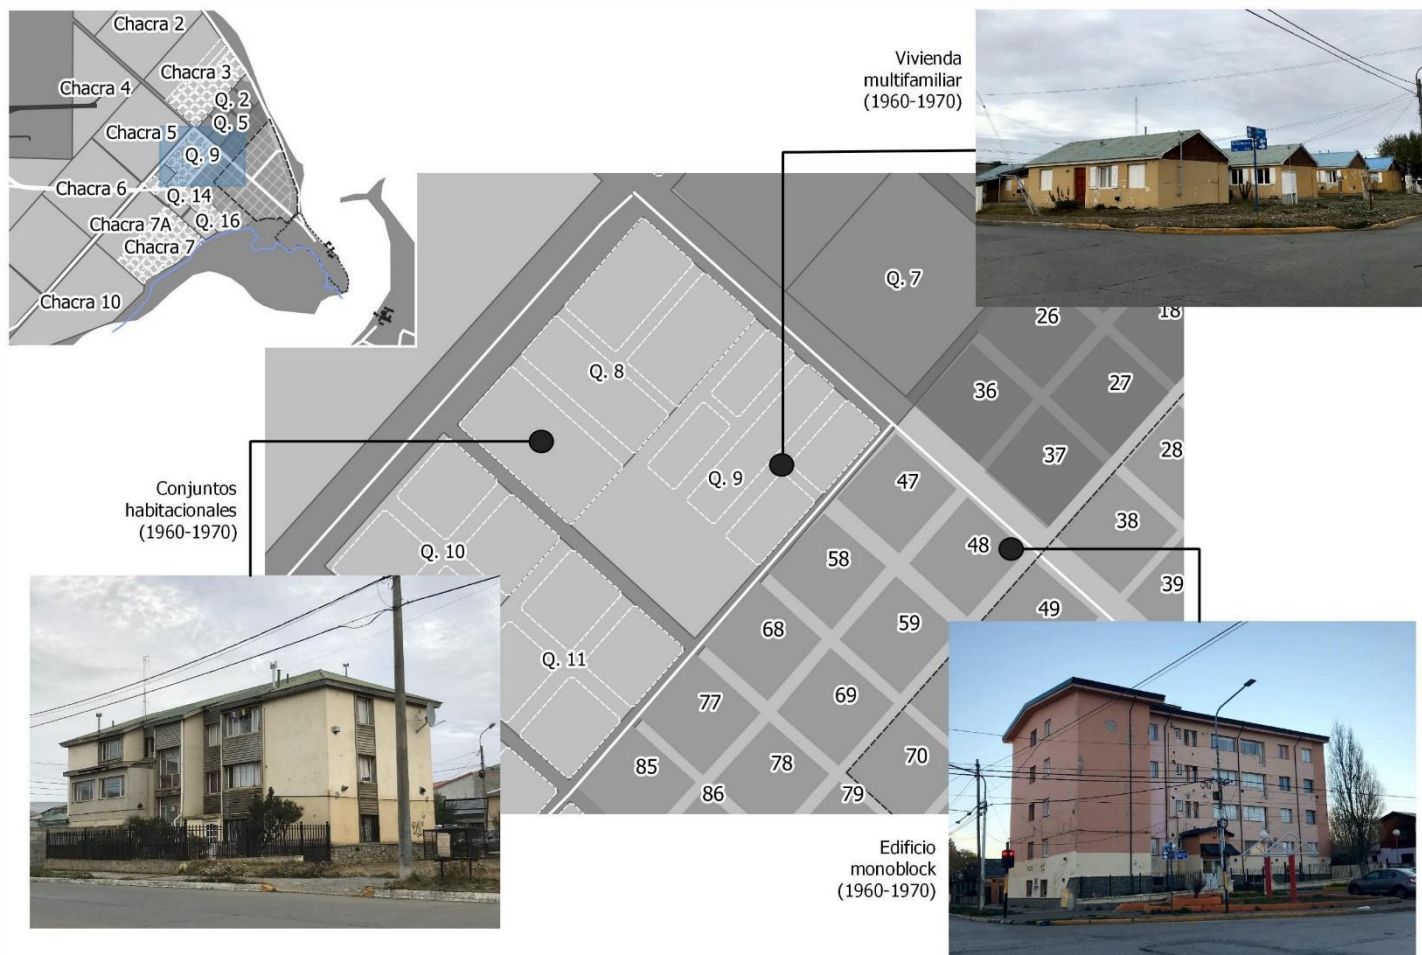 Chacra 2
Chacra 3
Chacra 4
Q. 2
Q. 5
Chacra 5
Q. 9
Chacra 6
Q. 14
Q. 16
Chacra 7A
Chacra 7
Chacra 10
Vivienda
multifamiliar
(1960-1970)
Q. 7
26
18
Q. 8
36
27
37
28
Q. 9
47
38
48
39
58
Conjuntos
habitacionales
(1960-1970)
Q. 10
49
59
68
Q. 11
69
77
70
78
85
86
79
Edificio
monoblock
(1960-1970)